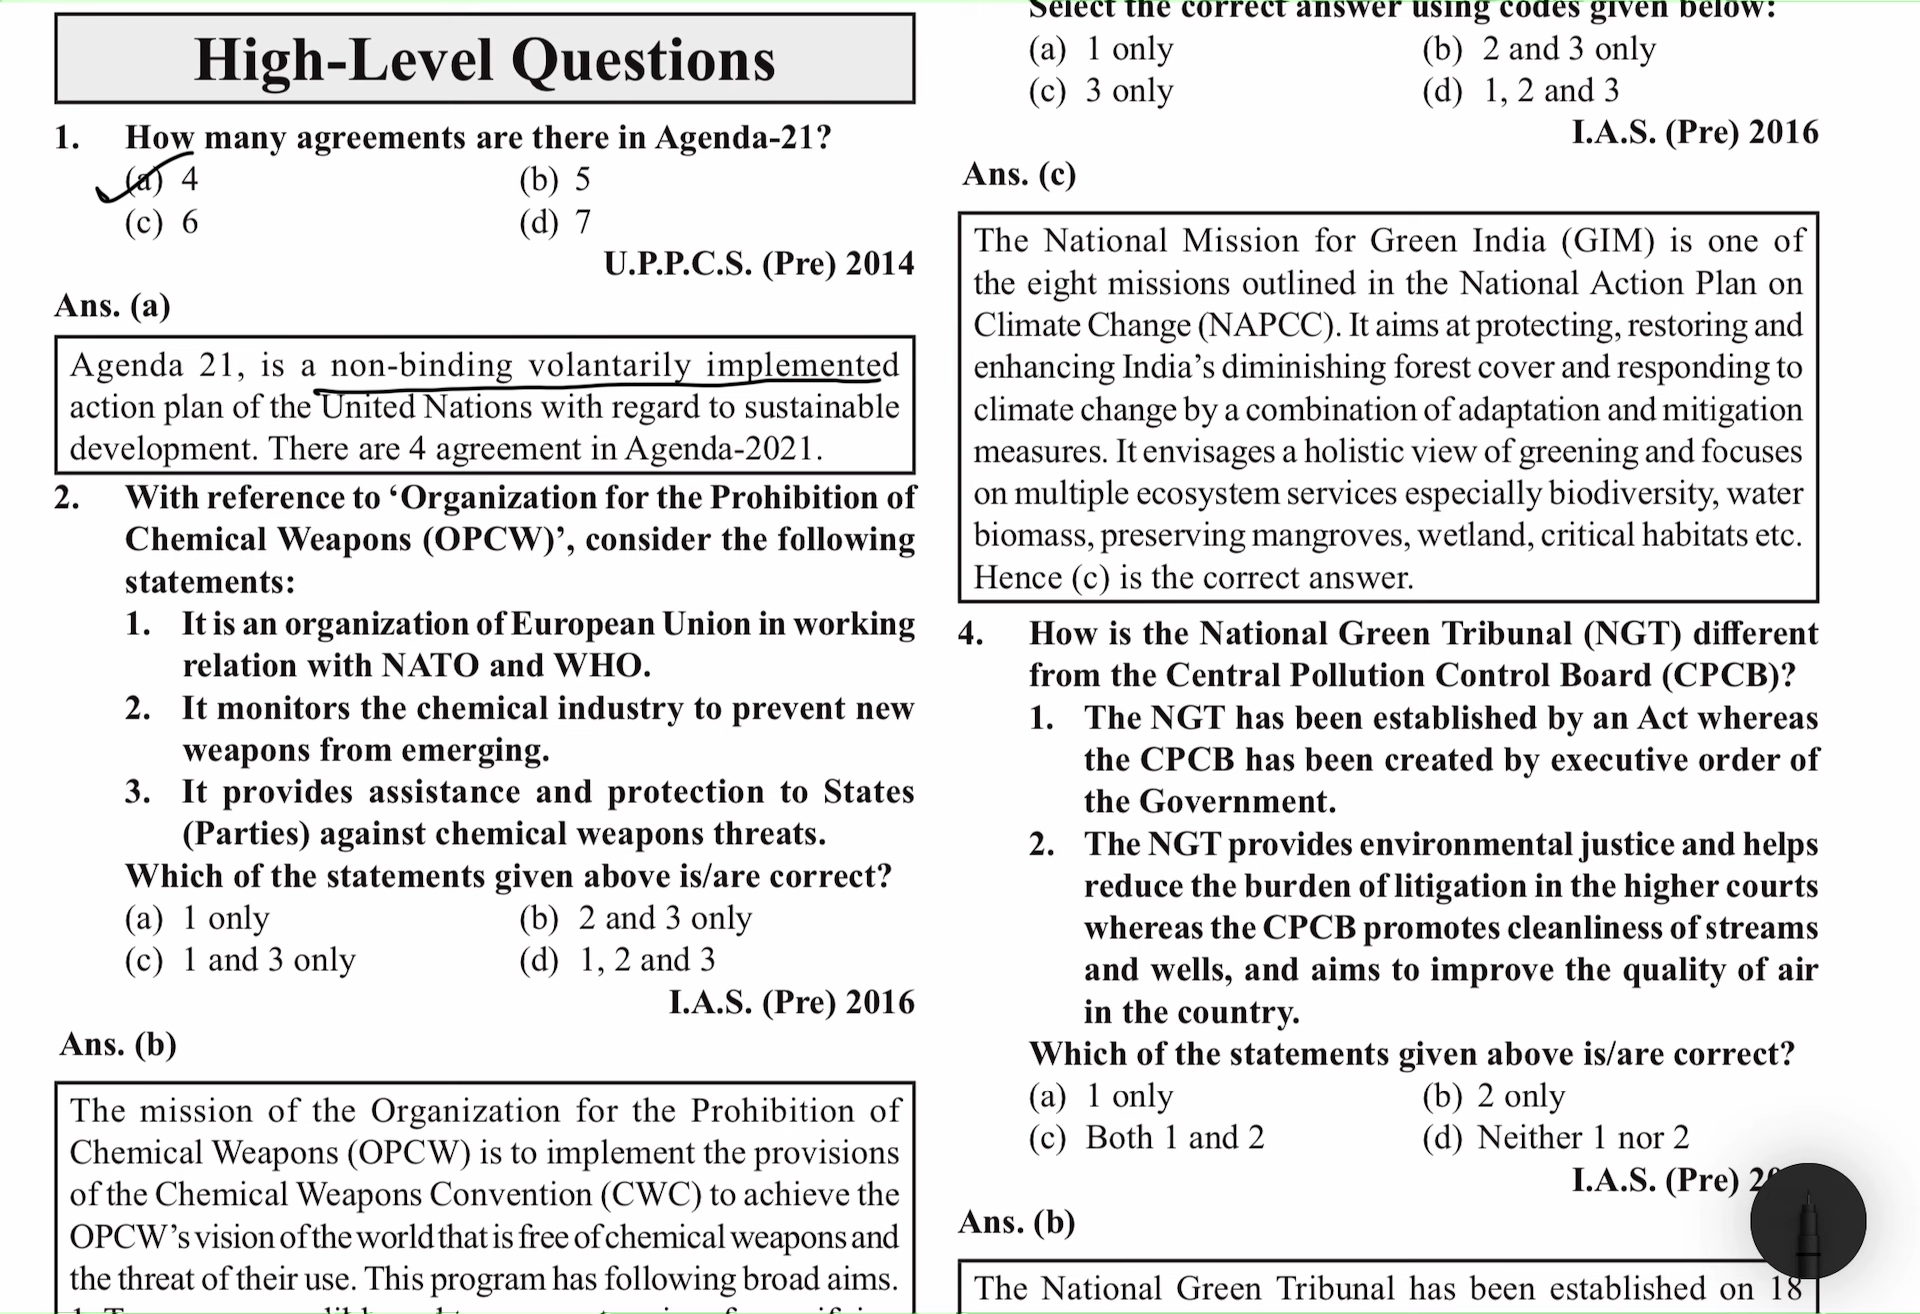 High-Level Questions
1. How many agreements are there in Agenda-21?
(a) 4 (b) 5
(c) 6 (d) 7
U.P.P.C.S. (Pre) 2014
Ans. (a)
Agenda 21, is a non-binding volantarily implemented
action plan of the United Nations with regard to sustainable
development. There are 4 agreement in Agenda-2021.
2. With reference to ‘Organization for the Prohibition of
Chemical Weapons (OPCW)’, consider the following
statements:
1. It is an organization of European Union in working
relation with NATO and WHO.
2. It monitors the chemical industry to prevent new
weapons from emerging.
3. It provides assistance and protection to States
(Parties) against chemical weapons threats.
Which of the statements given above is/are correct?
(a) 1 only (b) 2 and 3 only
(c) 1 and 3 only (d) 1, 2 and 3
I.A.S. (Pre) 2016
Ans. (b)
The mission of the Organization for the Prohibition of
Chemical Weapons (OPCW) is to implement the provisions
of the Chemical Weapons Convention (CWC) to achieve the
OPCW’s vision of the world that is free of chemical weapons and
the threat of their use. This program has following broad aims.
Select the correct answer using codes given below:
(a) 1 only (b) 2 and 3 only
(c) 3 only (d) 1, 2 and 3
I.A.S. (Pre) 2016
Ans. (c)
The National Mission for Green India (GIM) is one of
the eight missions outlined in the National Action Plan on
Climate Change (NAPCC). It aims at protecting, restoring and
enhancing India’s diminishing forest cover and responding to
climate change by a combination of adaptation and mitigation
measures. It envisages a holistic view of greening and focuses
on multiple ecosystem services especially biodiversity, water
biomass, preserving mangroves, wetland, critical habitats etc.
Hence (c) is the correct answer.
4. How is the National Green Tribunal (NGT) different
from the Central Pollution Control Board (CPCB)?
1. The NGT has been established by an Act whereas
the CPCB has been created by executive order of
the Government.
2. The NGT provides environmental justice and helps
reduce the burden of litigation in the higher courts
whereas the CPCB promotes cleanliness of streams
and wells, and aims to improve the quality of air
in the country.
Which of the statements given above is/are correct?
(a) 1 only (b) 2 only
(c) Both 1 and 2 (d) Neither 1 nor 2
I.A.S. (Pre)
Ans. (b)
The National Green Tribunal has been established on 18